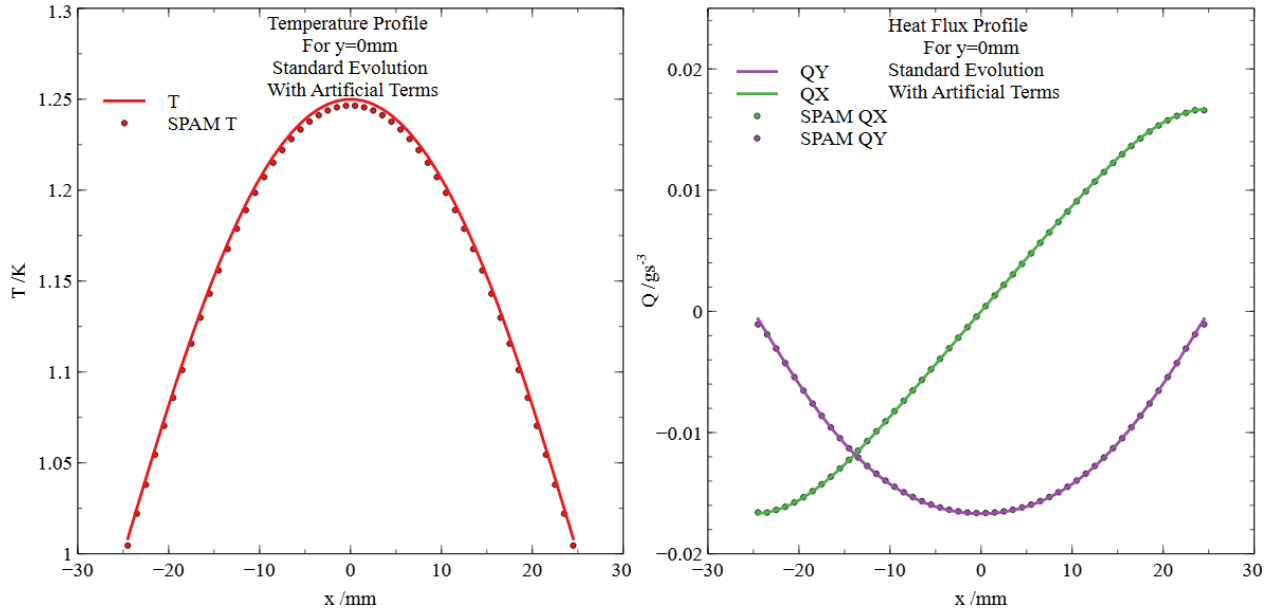 Temperature Profile
For y=0mm
Standard Evolution
With Artificial Terms
T
SPAM T
1.3
1.25
1.2
1.15
1.1
1.05
1
T /K
−30
−20
−10
0
10
20
30
x /mm
Heat Flux Profile
For y=0mm
Standard Evolution
With Artificial Terms
QY
QX
SPAM QX
SPAM QY
0.02
0.01
0
−0.01
−0.02
Q /gs⁻³
−30
−20
−10
0
10
20
30
x /mm